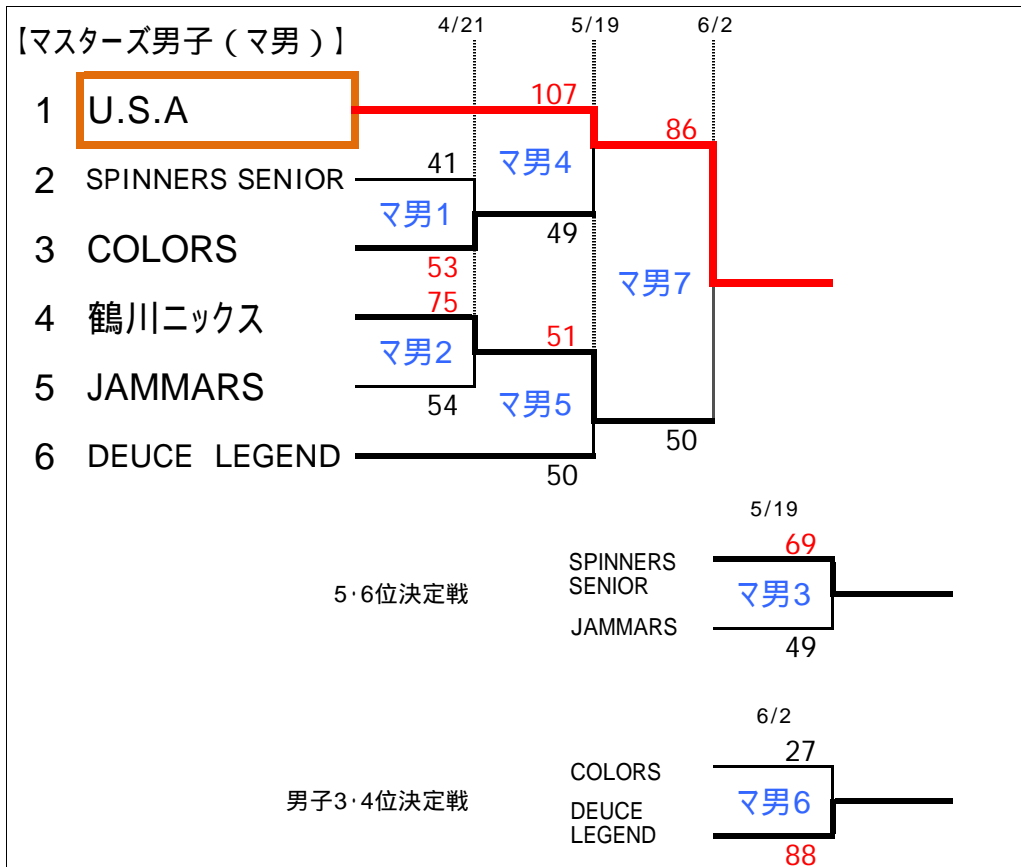 4/21 5/19 6/2
【マスターズ男子（マ男）】
1 U.S.A 107
86
2 SPINNERS SENIOR 41 マ男4
マ男1
3 COLORS 49
53 マ男7
4 鶴川ニックス 75 51
マ男2
5 JAMMARS 54 マ男5
50
6 DEUCE LEGEND 50
5/19
69
SPINNERS
SENIOR
5･6位決定戦 マ男3
JAMMARS
49
6/2
27
COLORS
男子3･4位決定戦 マ男6
DEUCE
LEGEND
88